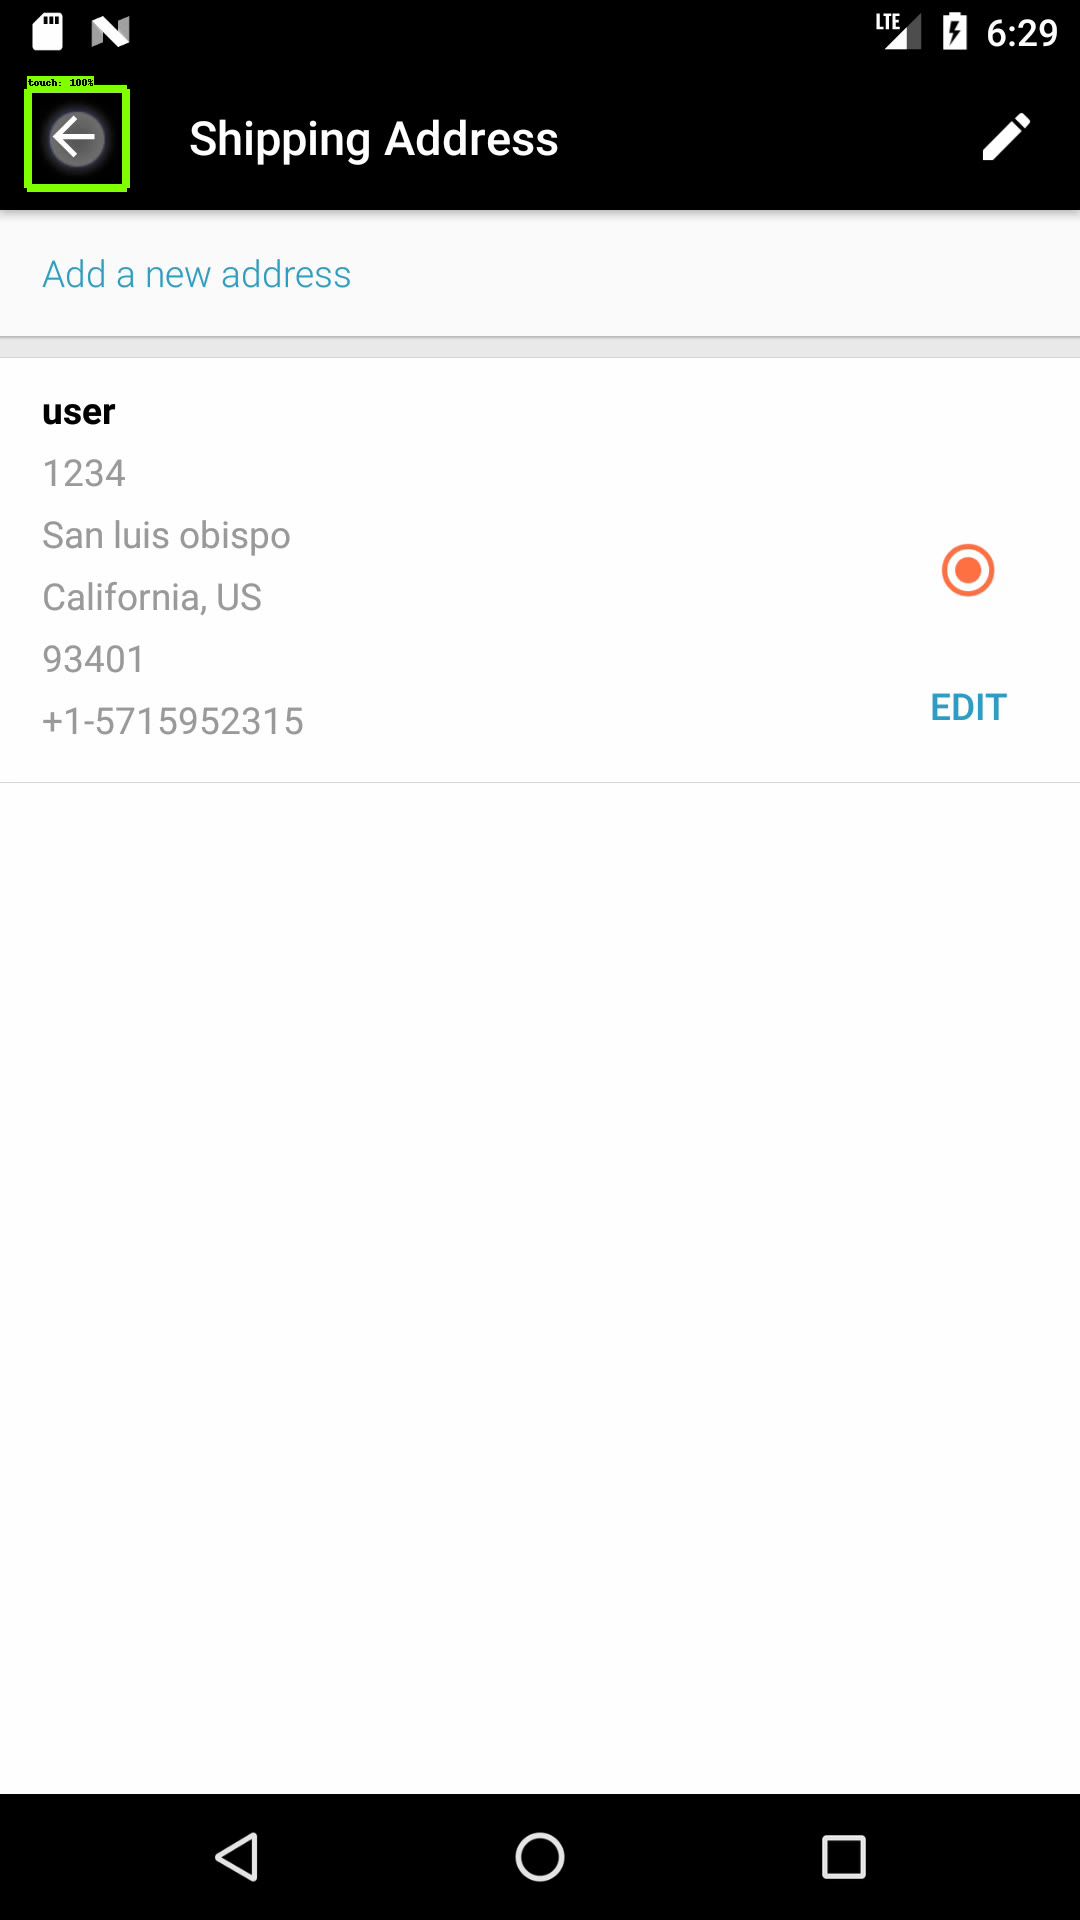 LTE 6:29
touch: 100%
Shipping Address
Add a new address
user
1234
San luis obispo
California, US
93401
+1-5715952315
EDIT